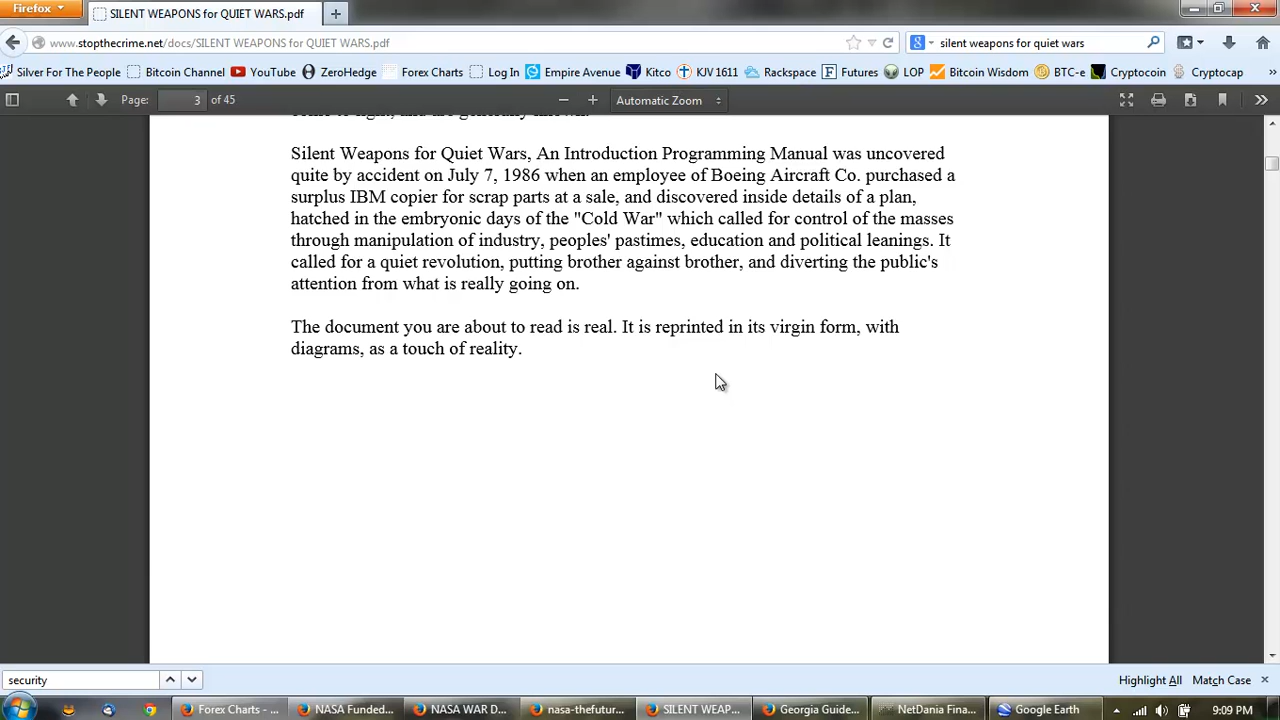 Firefox
SILENT WEAPONS for QUIET WARS.pdf
www.stopthecrime.net/docs/SILENT WEAPONS for QUIET WARS.pdf
silent weapons for quiet wars
Silver For The People
Bitcoin Channel
YouTube
ZeroHedge
Forex Charts
Log In
Empire Avenue
Kitco
KJV 1611
Rackspace
Futures
LOP
Bitcoin Wisdom
BTC-e
Cryptocoin
Cryptocap
Page: 3 of 45
Automatic Zoom
come to light, and are generally known.
Silent Weapons for Quiet Wars, An Introduction Programming Manual was uncovered
quite by accident on July 7, 1986 when an employee of Boeing Aircraft Co. purchased a
surplus IBM copier for scrap parts at a sale, and discovered inside details of a plan,
hatched in the embryonic days of the "Cold War" which called for control of the masses
through manipulation of industry, peoples' pastimes, education and political leanings. It
called for a quiet revolution, putting brother against brother, and diverting the public's
attention from what is really going on.
The document you are about to read is real. It is reprinted in its virgin form, with
diagrams, as a touch of reality.
security
Highlight All
Match Case
Forex Charts - ...
NASA Funded...
NASA WAR D...
nasa-thefutur...
SILENT WEAP...
Georgia Guide...
NetDania Fina...
Google Earth
9:09 PM